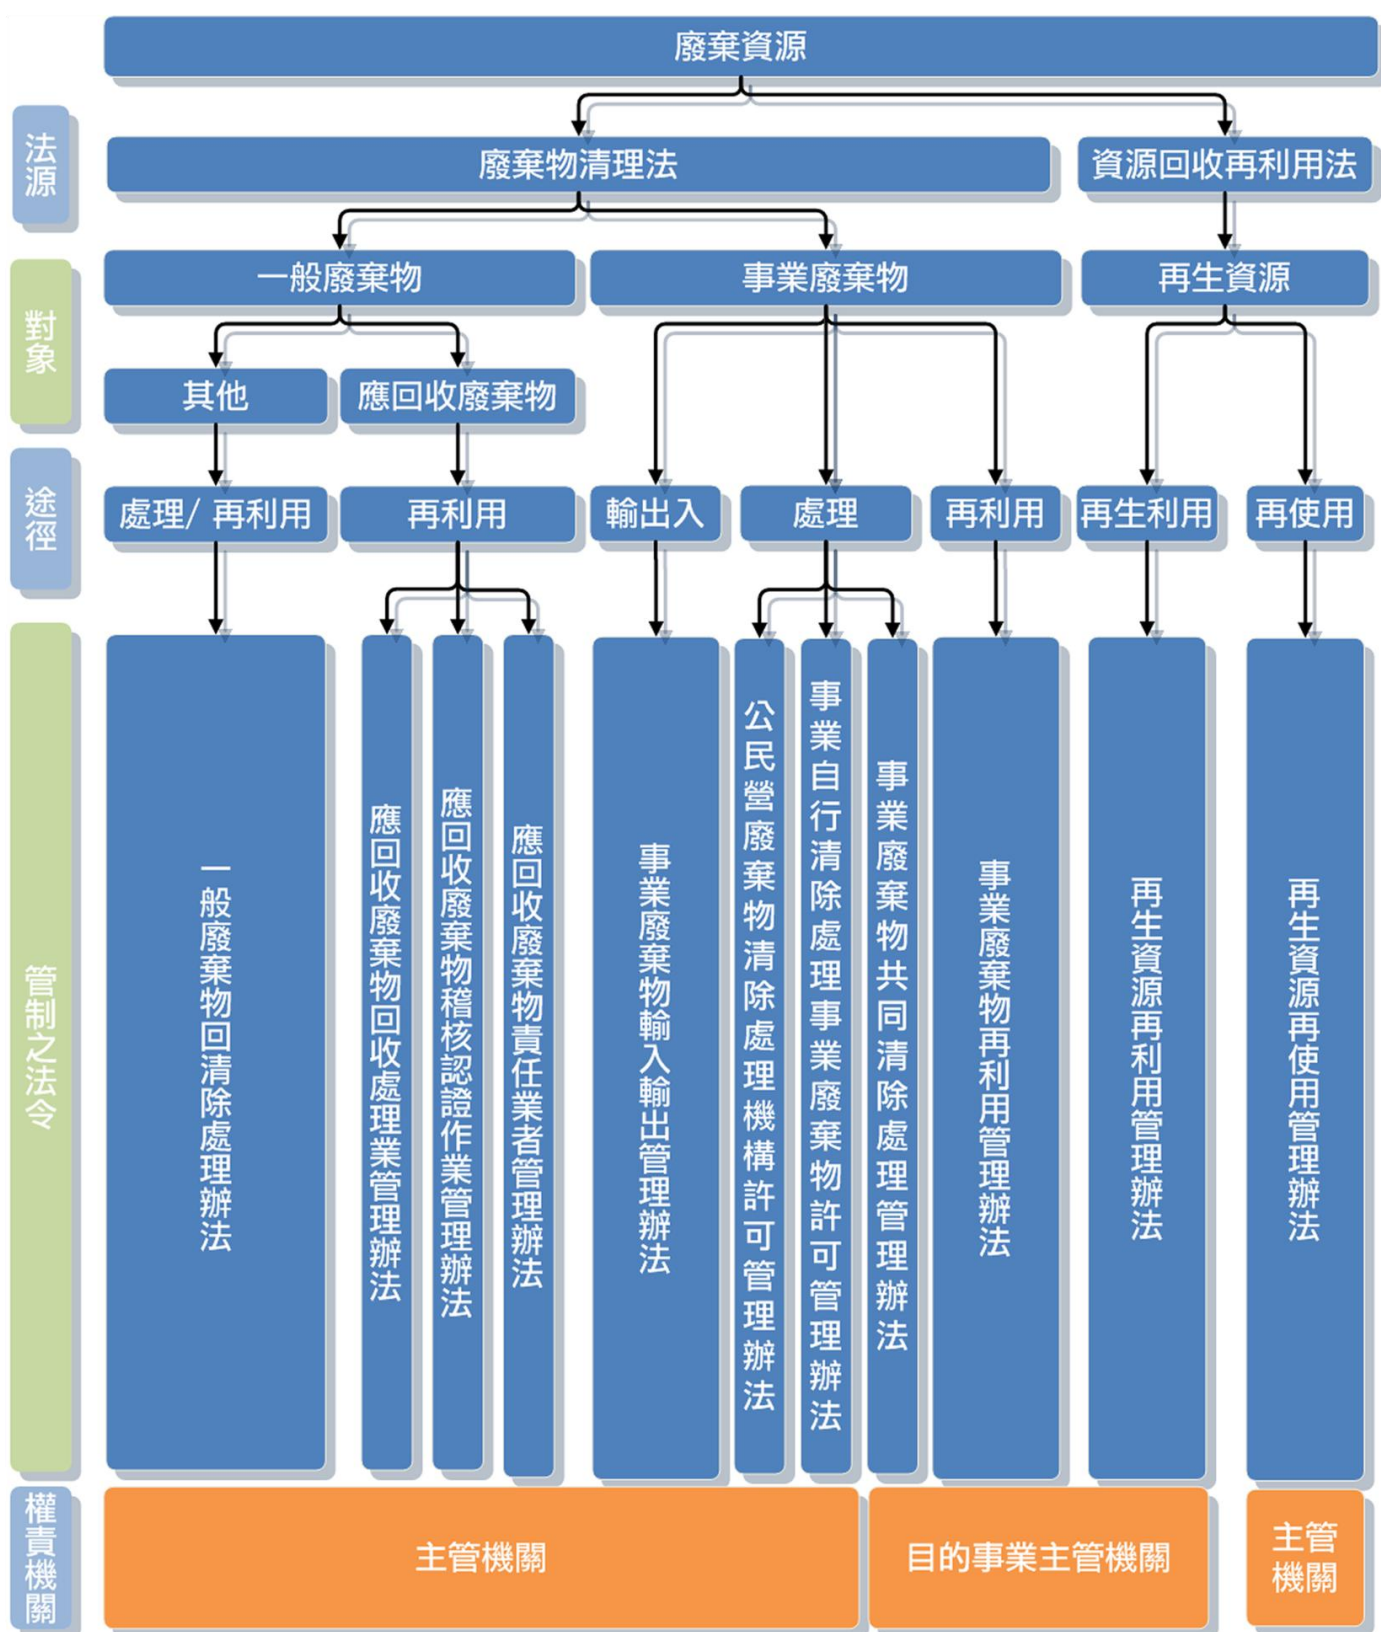 廢棄資源
法源
廢棄物清理法
資源回收再利用法
對象
一般廢棄物
事業廢棄物
再生資源
其他
應回收廢棄物
途徑
處理/ 再利用
再利用
輸出入
處理
再利用
再生利用
再使用
管制之法令
一般廢棄物回清除處理辦法
應回收廢棄物回收處理業管理辦法
應回收廢棄物稽核認證作業管理辦法
應回收廢棄物責任業者管理辦法
事業廢棄物輸入輸出管理辦法
公民營廢棄物清除處理機構許可管理辦法
事業自行清除處理事業廢棄物許可管理辦法
事業廢棄物共同清除處理管理辦法
事業廢棄物再利用管理辦法
再生資源再利用管理辦法
再生資源再使用管理辦法
權責機關
主管機關
目的事業主管機關
主管
機關